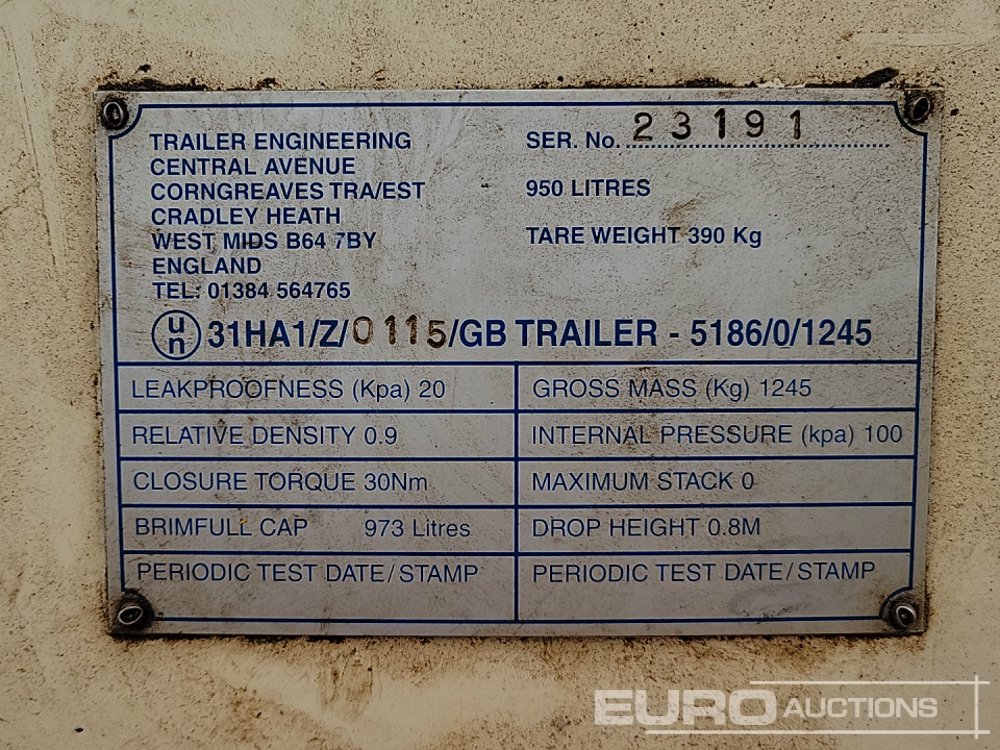 TRAILER ENGINEERING
CENTRAL AVENUE
CORNGREAVES TRA/EST
CRADLEY HEATH
WEST MIDS B64 7BY
ENGLAND
TEL: 01384 564765
SER. No. 23191
950 LITRES
TARE WEIGHT 390 Kg
un 31HA1/Z/0115/GB TRAILER - 5186/0/1245
LEAKPROOFNESS (Kpa) 20
GROSS MASS (Kg) 1245
RELATIVE DENSITY 0.9
INTERNAL PRESSURE (kpa) 100
CLOSURE TORQUE 30Nm
MAXIMUM STACK 0
BRIMFULL CAP 973 Litres
DROP HEIGHT 0.8M
PERIODIC TEST DATE/STAMP
PERIODIC TEST DATE/STAMP
EURO AUCTIONS